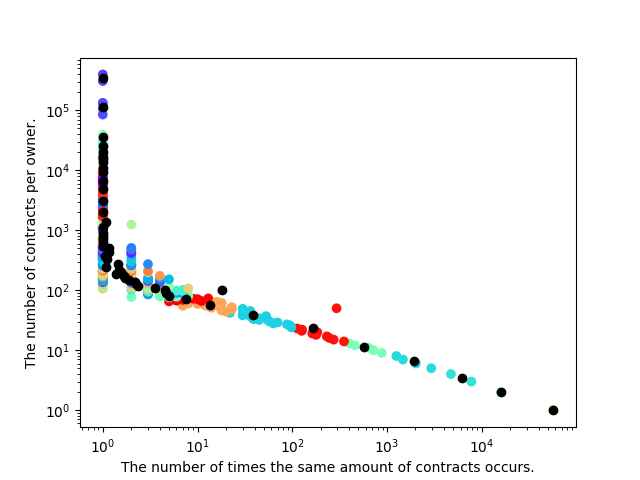 The number of contracts per owner.
10^5
10^4
10^3
10^2
10^1
10^0
10^0 10^1 10^2 10^3 10^4
The number of times the same amount of contracts occurs.